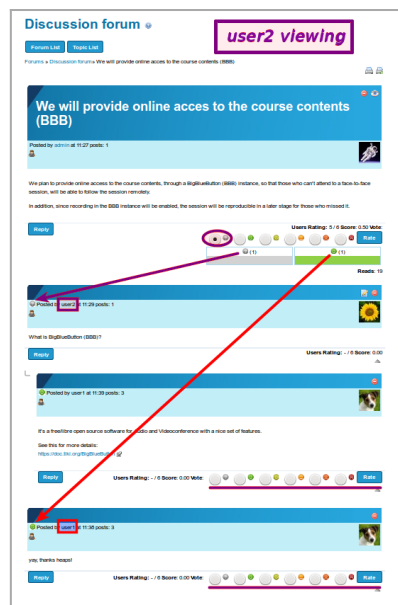 Discussion forum
user2 viewing
Forum List Topic List
Forums » Discussion forum» We will provide online acces to the course contents (BBB)
We will provide online acces to the course contents
(BBB)
Posted by admin at 11:27 posts: 1
We plan to provide online access to the course contents, through a BigBlueButton (BBB) instance, so that those who can't attend to a face-to-face
session, will be able to follow the session remotely.
In addition, since recording in the BBB instance will be enabled, the session will be reproducible in a later stage for those who missed it.
Reply
Users Rating: 5 / 6 Score: 0.50 Vote:
Rate
(1) (1)
Reads: 19
Posted by user2 at 11:29 posts: 1
What is BigBlueButton (BBB)?
Reply Users Rating: - / 6 Score: 0.00
Posted by user1 at 11:39 posts: 3
It's a free/libre open source software for Audio and Videoconference with a nice set of features.
See this for more details:
https://doc.tiki.org/BigBlueButton
Reply Users Rating: - / 6 Score: 0.00 Vote: Rate
Posted by user1 at 11:36 posts: 3
yay, thanks heaps!
Reply Users Rating: - / 6 Score: 0.00 Vote: Rate